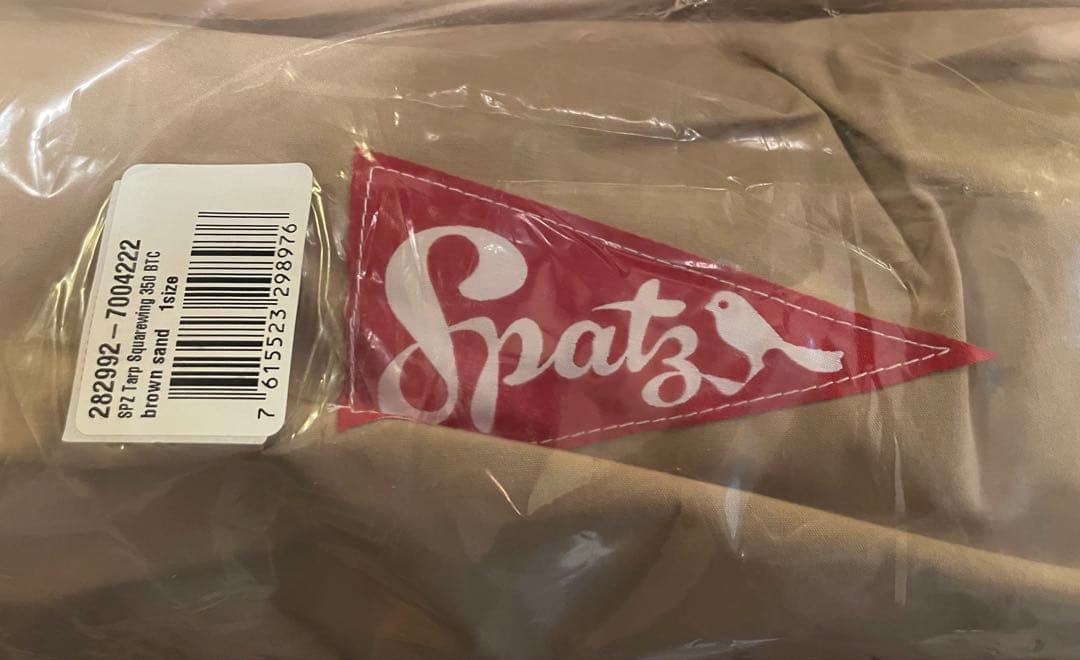 282992-7004222
SPZ Tarp Squarewing 350 BTC
brown sand 1size
7 615523 298976
Spatz